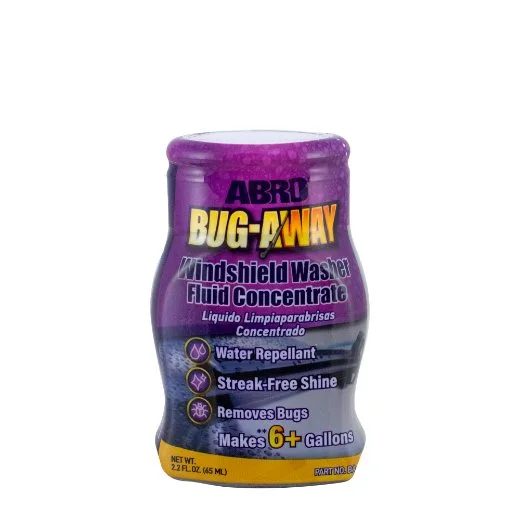 ABRO
BUG-AWAY
Windshield Washer
Fluid Concentrate
Líquido Limpiaparabrisas
Concentrado
Water Repellant
Streak-Free Shine
Removes Bugs
Makes **6+ Gallons
NET WT.
2.2 FL.OZ. (65 ML)
PART NO.